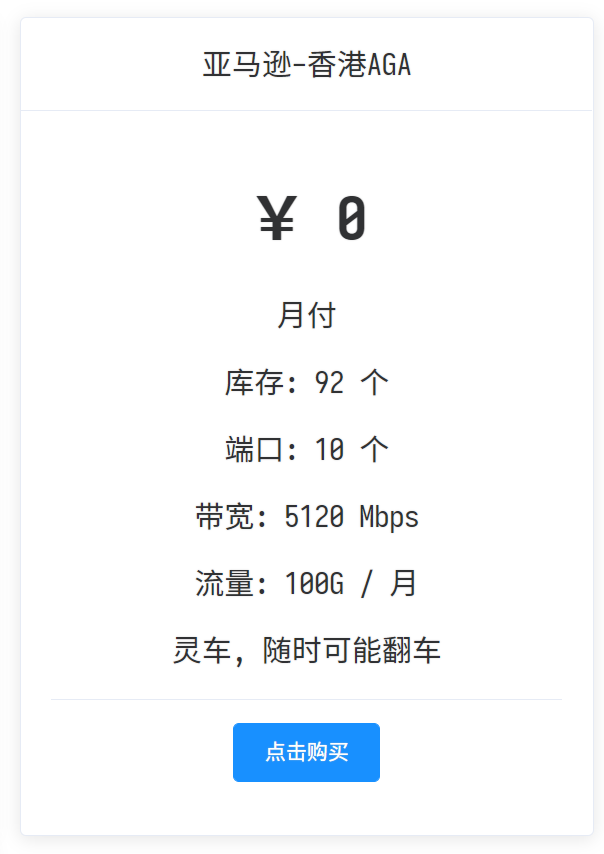 亚马逊-香港AGA
￥ 0
月付
库存: 92 个
端口: 10 个
带宽: 5120 Mbps
流量: 100G / 月
灵车, 随时可能翻车
点击购买